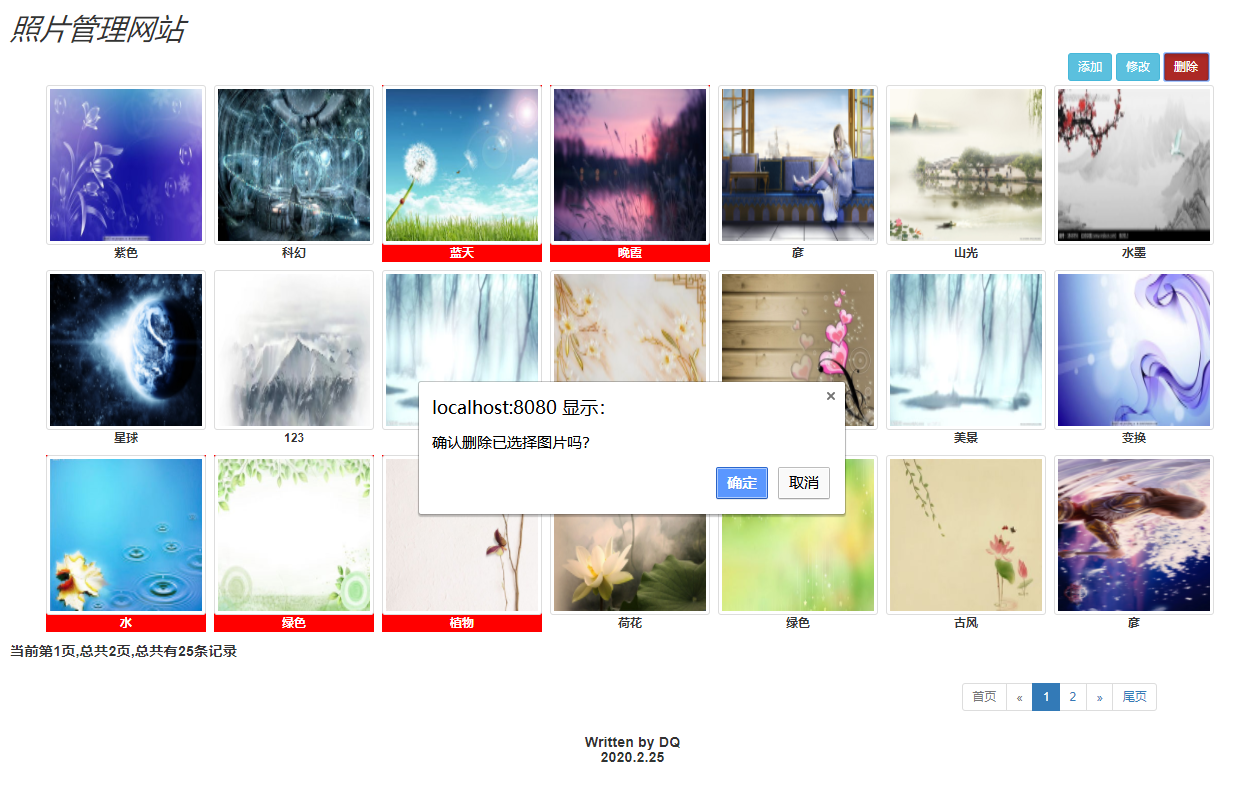 照片管理网站
添加 修改 删除
紫色 科幻 蓝天 晚霞 彦 山光 水墨
星球 123 美景 变换
localhost:8080 显示：
×
确认删除已选择图片吗?
确定 取消
水 绿色 植物 荷花 绿色 古风 彦
当前第1页,总共2页,总共有25条记录
首页 « 1 2 » 尾页
Written by DQ
2020.2.25